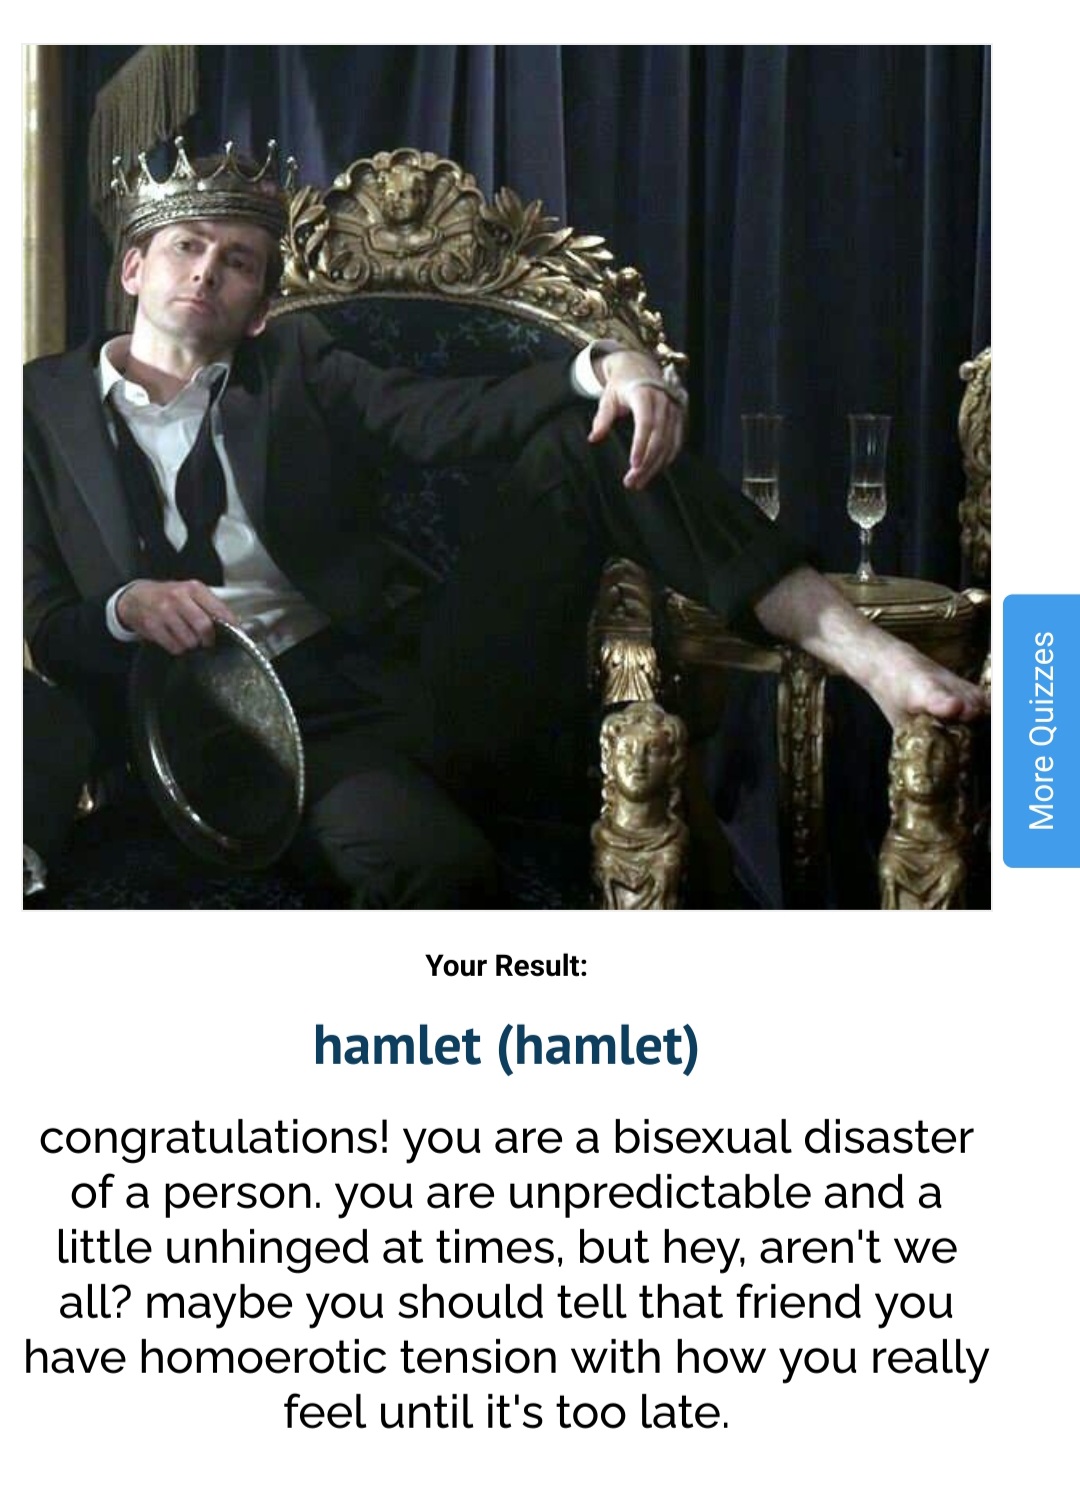 More Quizzes
Your Result:
hamlet (hamlet)
congratulations! you are a bisexual disaster
of a person. you are unpredictable and a
little unhinged at times, but hey, aren't we
all? maybe you should tell that friend you
have homoerotic tension with how you really
feel until it's too late.